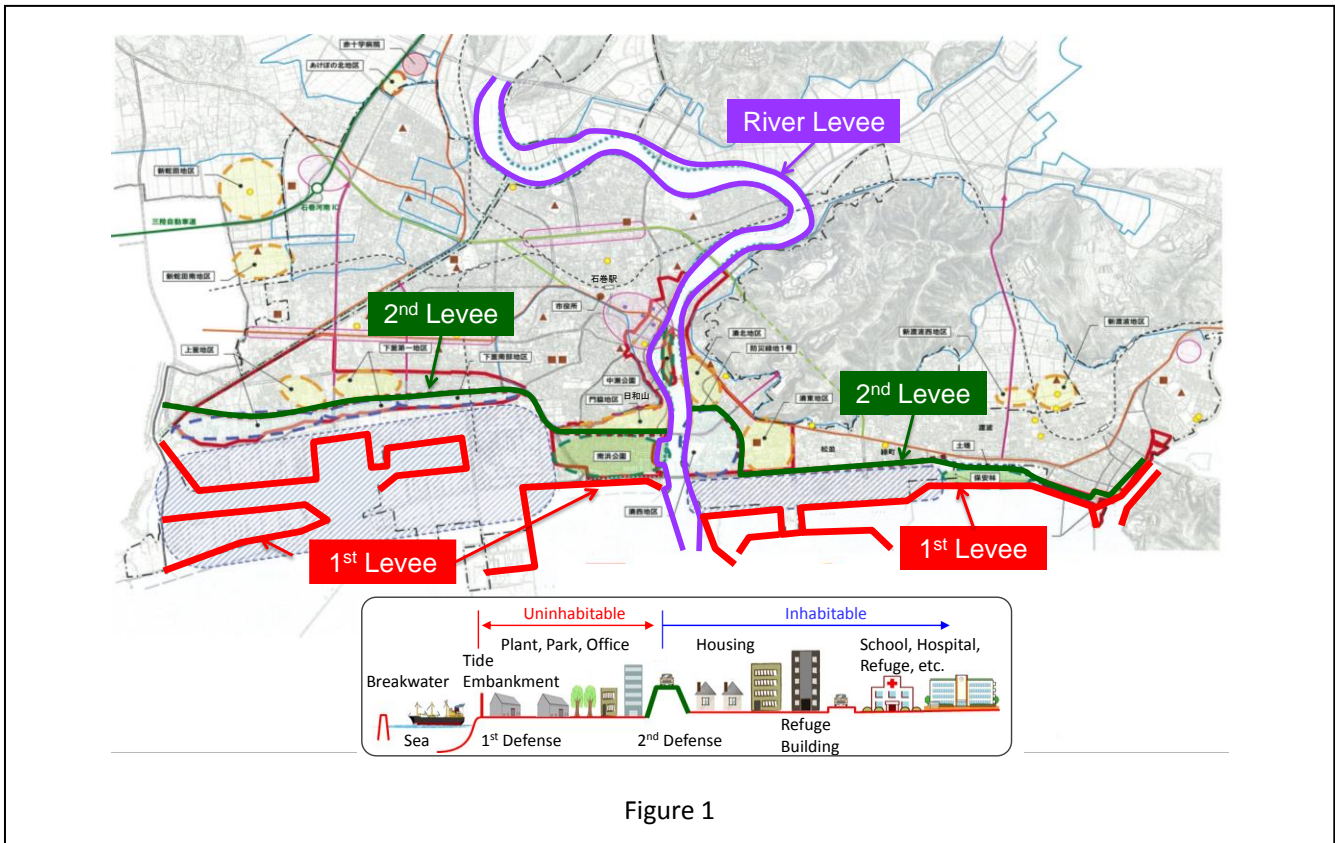 赤十字病院
あけぼの北地区
River Levee
新蛇田地区
石巻河南IC
三陸自動車道
新蛇田南地区
石巻駅
市役所
2nd Levee
湊北地区
新渡波西地区
新渡波地区
上釜地区
下釜第一地区
下釜南部地区
防災緑地1号
中瀬公園
日和山
門脇地区
2nd Levee
湊東地区
渡波
松並
緑町
土場
南浜公園
保安林
湊西地区
1st Levee
1st Levee
Uninhabitable
Inhabitable
Plant, Park, Office
Housing
School, Hospital,
Refuge, etc.
Tide
Embankment
Breakwater
Sea
1st Defense
2nd Defense
Refuge
Building
Figure 1